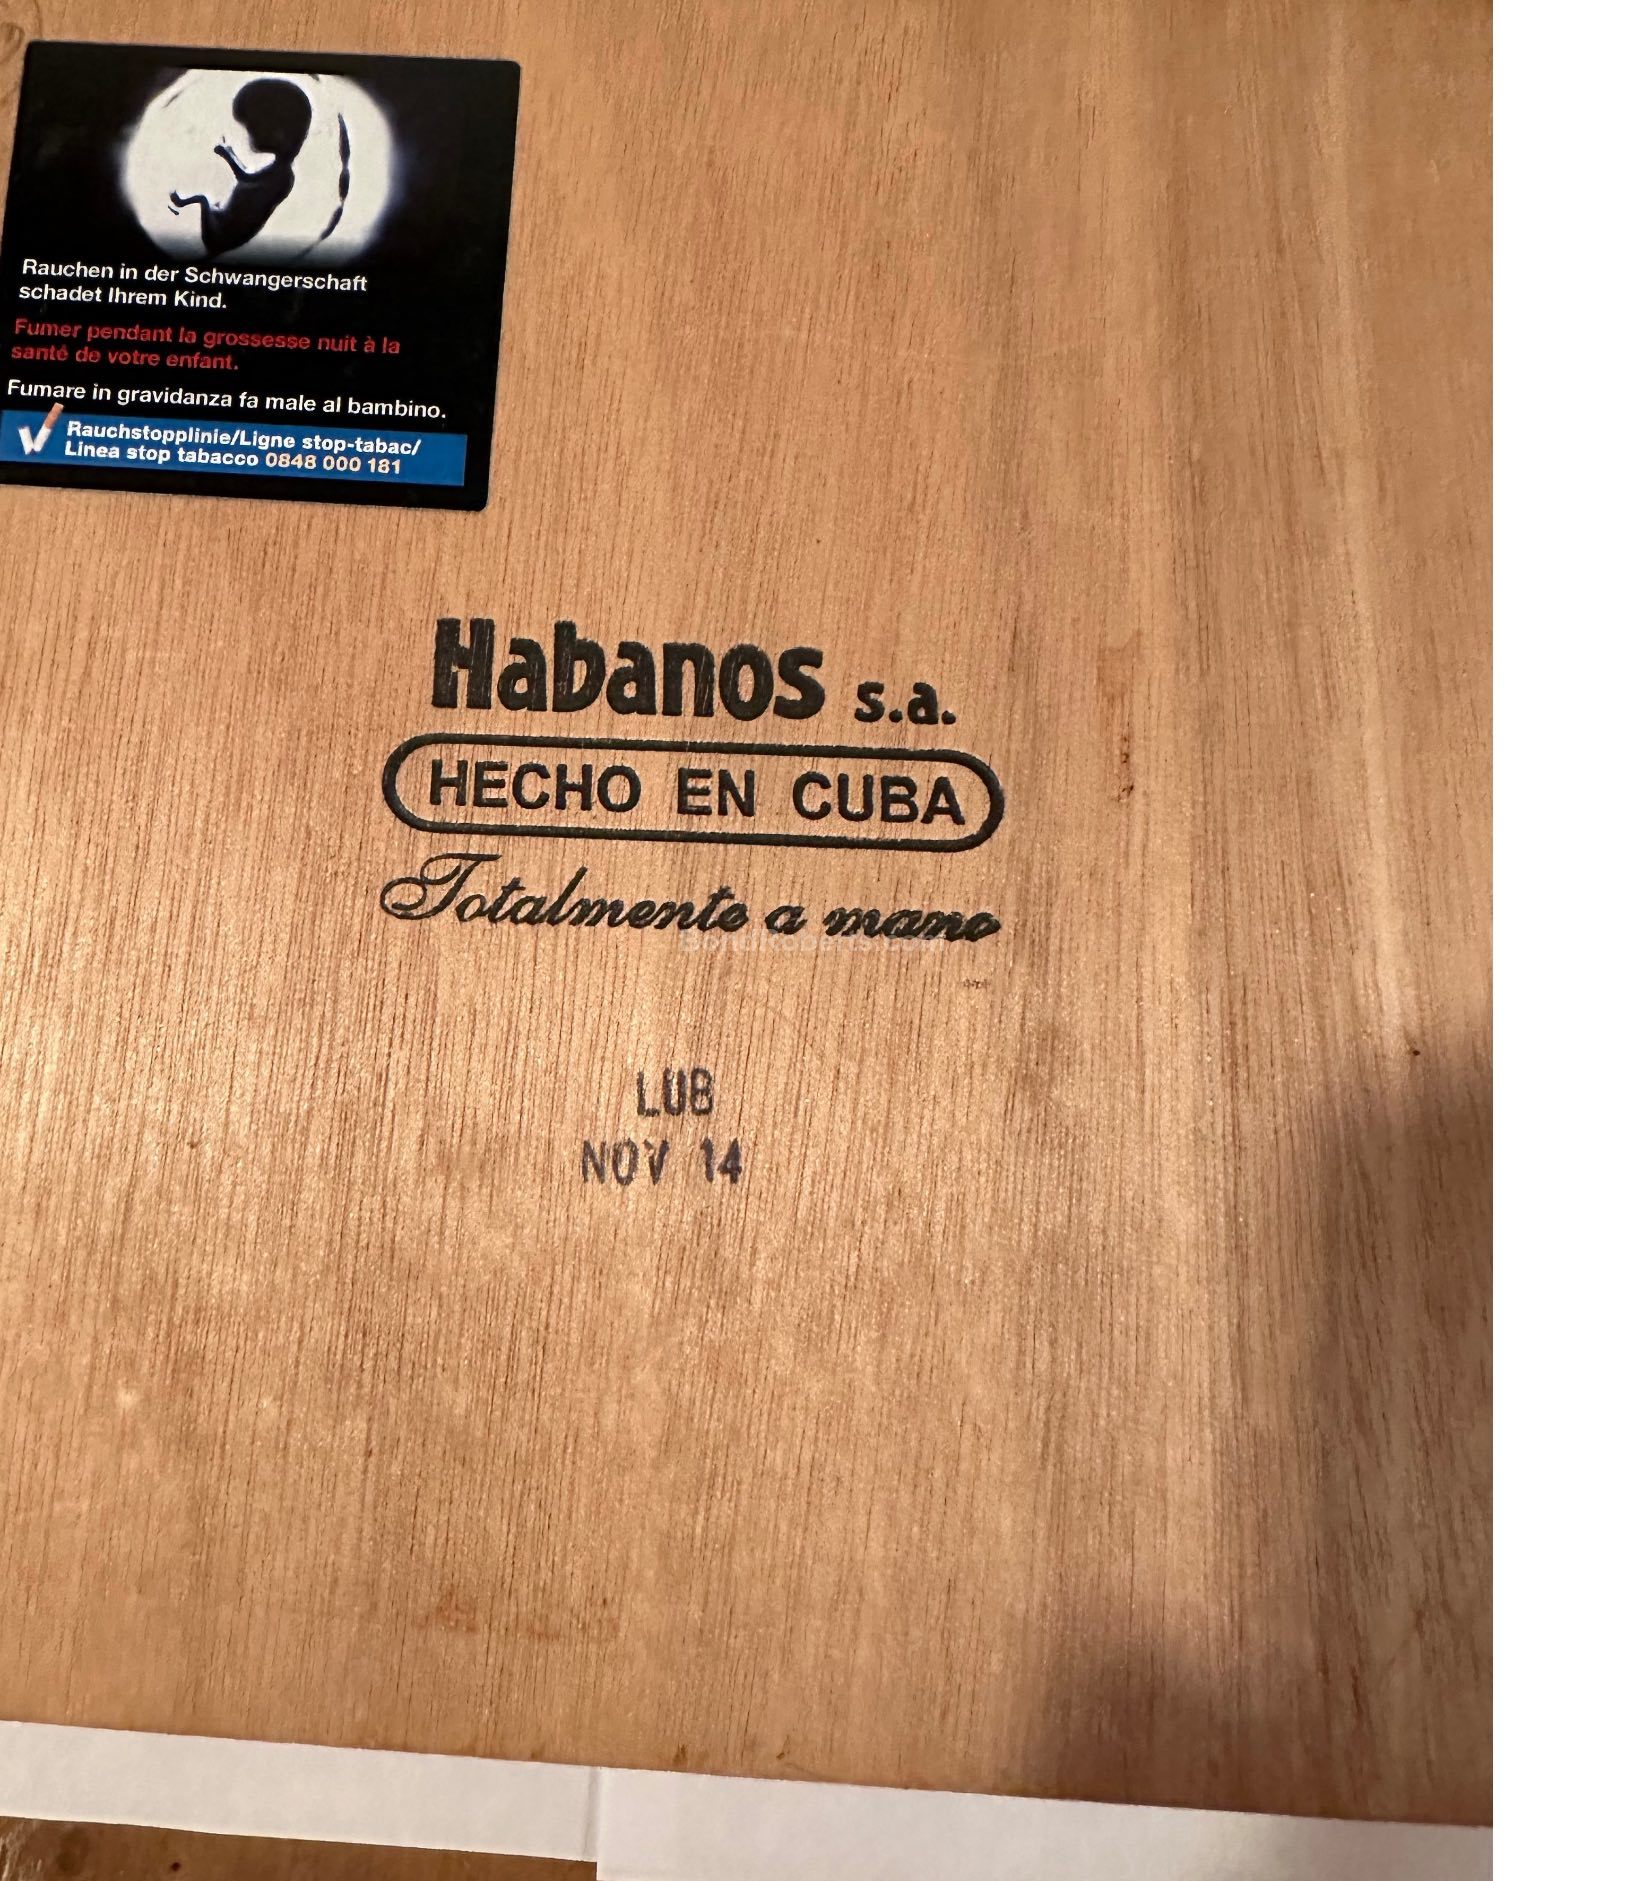 Rauchen in der Schwangerschaft
schadet Ihrem Kind.
Fumer pendant la grossesse nuit à la
santé de votre enfant.
Fumare in gravidanza fa male al bambino.
Rauchstopplinie/Ligne stop-tabac/
Linea stop tabacco 0848 000 181
Habanos s.a.
HECHO EN CUBA
Totalmente a mano
LUB
NOV 14